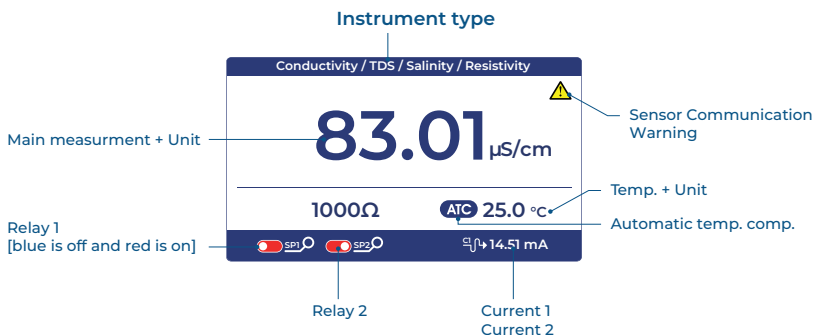 Instrument type
Conductivity / TDS / Salinity / Resistivity
Main measurment + Unit
83.01 µS/cm
Sensor Communication
Warning
1000Ω
ATC 25.0 °C
Temp. + Unit
Automatic temp. comp.
Relay 1
[blue is off and red is on]
SP1
SP2
14.51 mA
Relay 2
Current 1
Current 2